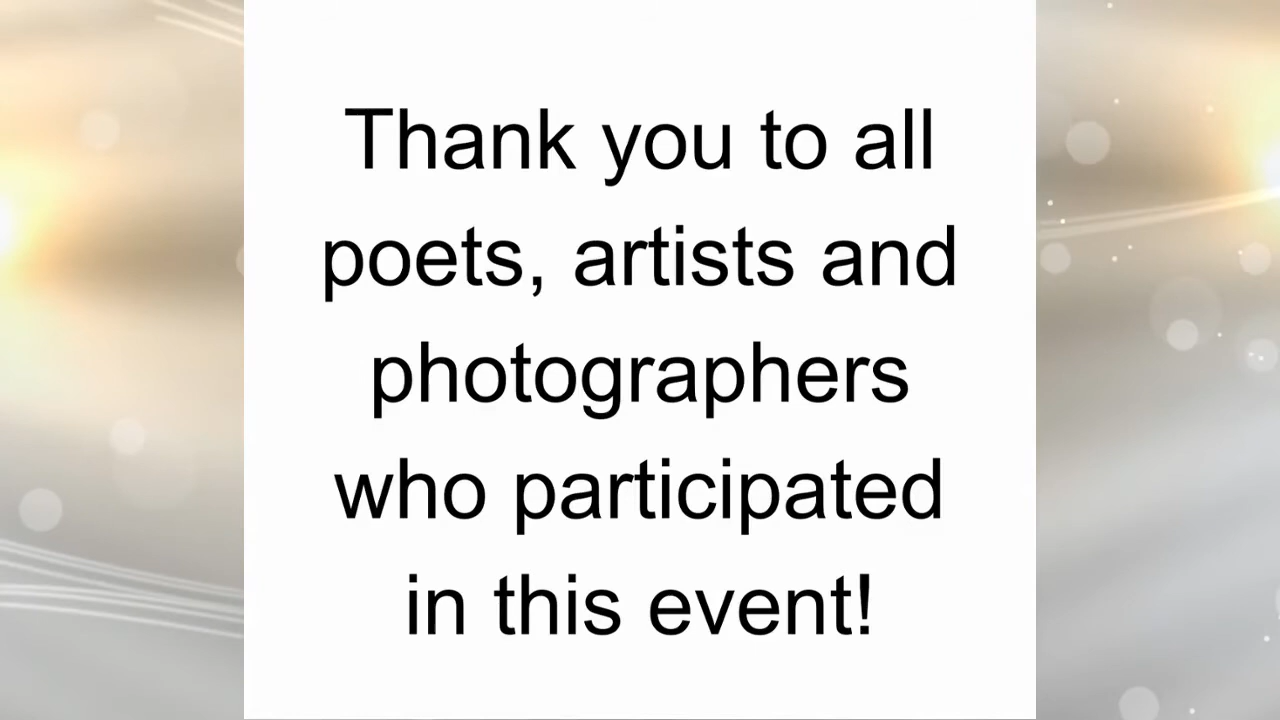 Thank you to all
poets, artists and
photographers
who participated
in this event!